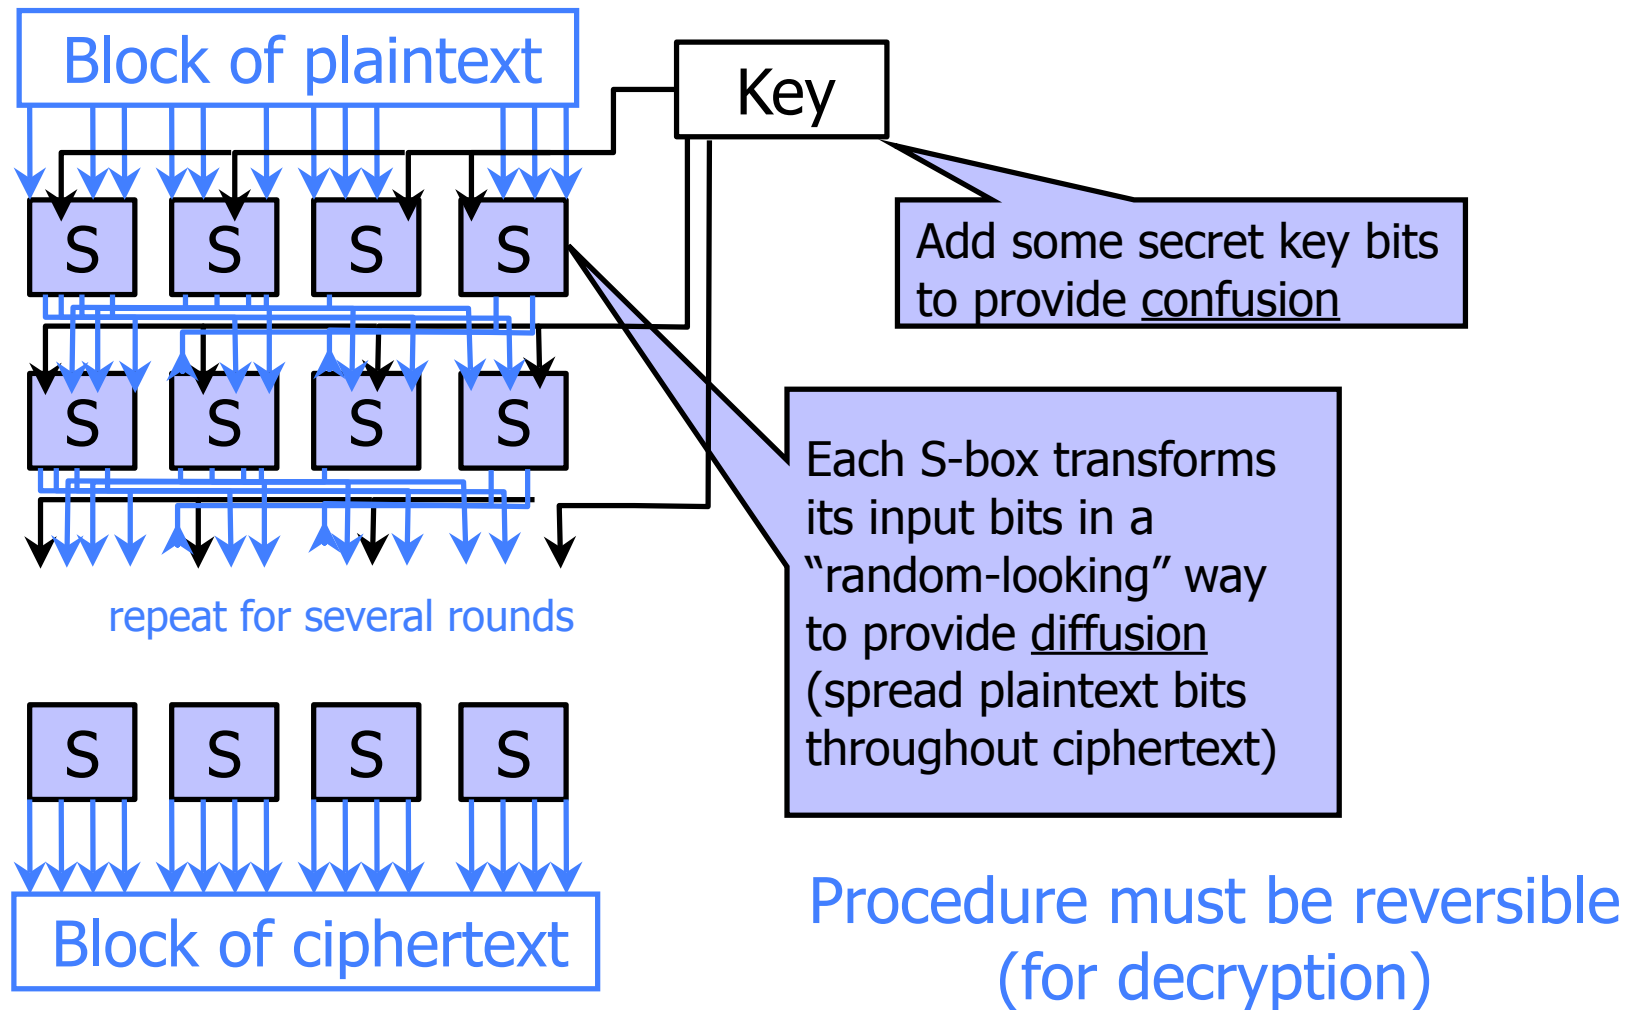 Block of plaintext
Key
S S S S
Add some secret key bits
to provide confusion
S S S S
Each S-box transforms
its input bits in a
“random-looking” way
to provide diffusion
(spread plaintext bits
throughout ciphertext)
repeat for several rounds
S S S S
Block of ciphertext
Procedure must be reversible
(for decryption)